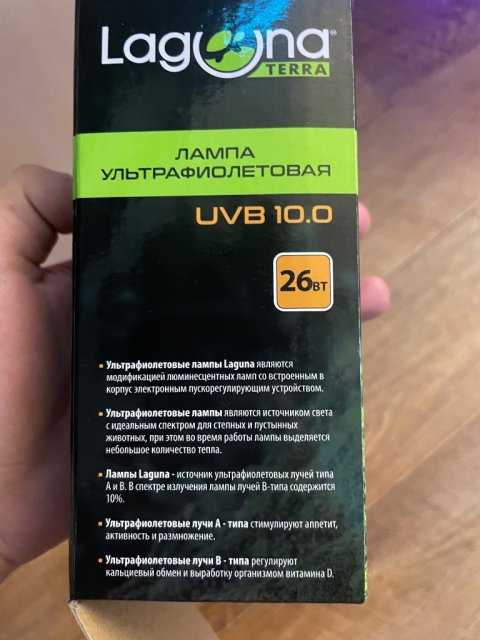 Laguna®
TERRA
ЛАМПА
УЛЬТРАФИОЛЕТОВАЯ
UVB 10.0
26ВТ
▪ Ультрафиолетовые лампы Laguna являются
модификацией люминесцентных ламп со встроенным в
корпус электронным пускорегулирующим устройством.
▪ Ультрафиолетовые лампы являются источником света
с идеальным спектром для степных и пустынных
животных, при этом во время работы лампы выделяется
небольшое количество тепла.
▪ Лампы Laguna - источник ультрафиолетовых лучей типа
А и В. В спектре излучения лампы лучей В-типа содержится
10%.
▪ Ультрафиолетовые лучи А - типа стимулируют аппетит,
активность и размножение.
▪ Ультрафиолетовые лучи В - типа регулируют
кальциевый обмен и выработку организмом витамина D.